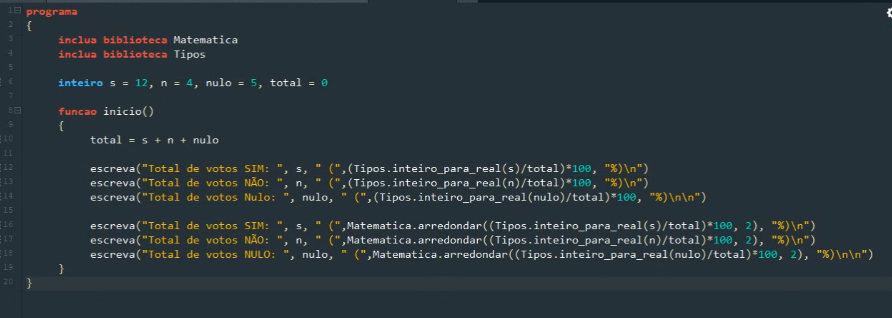 1 programa
2 {
3 inclua biblioteca Matematica
4 inclua biblioteca Tipos
5
6 inteiro s = 12, n = 4, nulo = 5, total = 0
7
8 funcao inicio()
9 {
10 total = s + n + nulo
11
12 escreva("Total de votos SIM: ", s, " (",(Tipos.inteiro_para_real(s)/total)*100, "%)\n")
13 escreva("Total de votos NÃO: ", n, " (",(Tipos.inteiro_para_real(n)/total)*100, "%)\n")
14 escreva("Total de votos Nulo: ", nulo, " (",(Tipos.inteiro_para_real(nulo)/total)*100, "%)\n\n")
15
16 escreva("Total de votos SIM: ", s, " (",Matematica.arredondar((Tipos.inteiro_para_real(s)/total)*100, 2), "%)\n")
17 escreva("Total de votos NÃO: ", n, " (",Matematica.arredondar((Tipos.inteiro_para_real(n)/total)*100, 2), "%)\n")
18 escreva("Total de votos NULO: ", nulo, " (",Matematica.arredondar((Tipos.inteiro_para_real(nulo)/total)*100, 2), "%)\n\n")
19 }
20 }